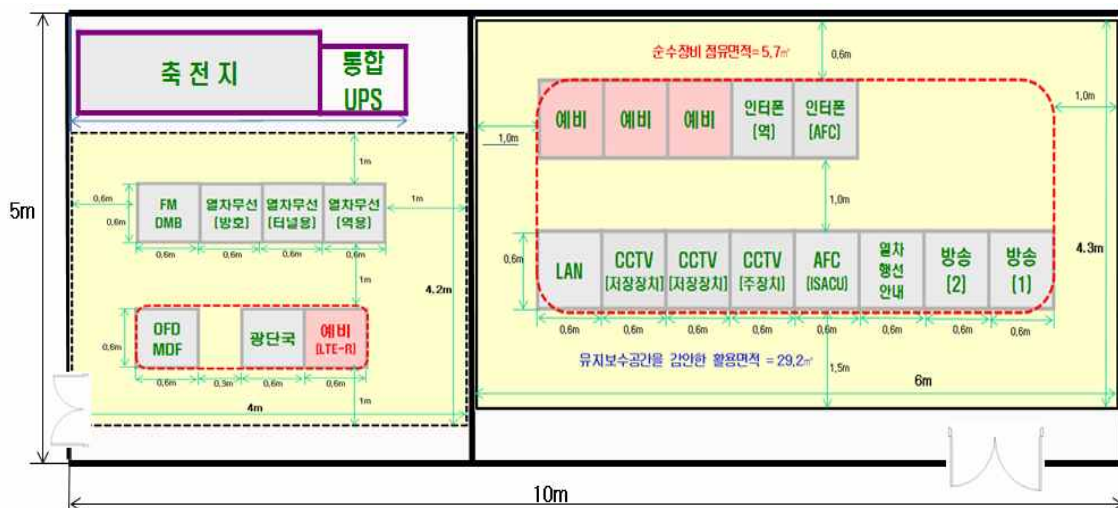 축전지
통합
UPS
순수장비 점유면적= 5.7㎡
0.6m
1.0m
1.0m
예비
예비
예비
인터폰
(역)
인터폰
(AFC)
1.0m
5m
1m
0.6m
0.6m
FM
DMB
열차무선
(방호)
열차무선
(터널용)
열차무선
(역용)
1m
0.6m
0.6m
0.6m
0.6m
1m
4.2m
0.6m
OFD
MDF
광단국
예비
(LTE-R)
0.6m
0.3m
0.6m
0.6m
1m
4m
0.6m
LAN
CCTV
(저장장치)
CCTV
(저장장치)
CCTV
(주장치)
AFC
(ISACU)
열차
행선
안내
방송
(2)
방송
(1)
4.3m
0.6m
0.6m
0.6m
0.6m
0.6m
0.6m
0.6m
0.6m
유지보수공간을 감안한 활용면적 = 29.2㎡
1.5m
6m
10m